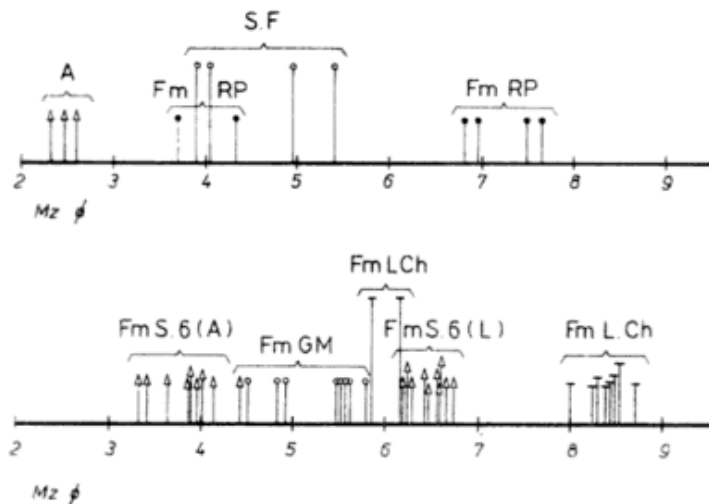 S.F
A
Fm RP
Fm RP
2 3 4 5 6 7 8 9
Mz ϕ
Fm LCh
Fm S.6 (A)
Fm S.6 (L)
Fm GM
Fm L.Ch
2 3 4 5 6 7 8 9
Mz ϕ